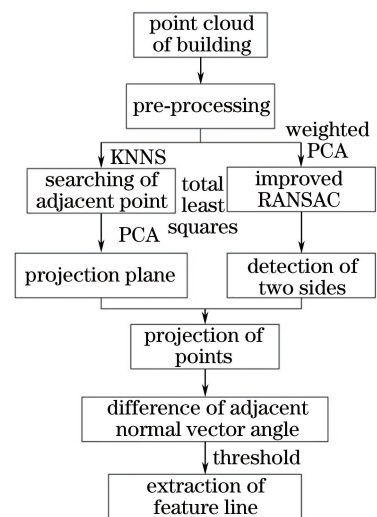 point cloud
of building
pre-processing
KNNS
weighted
PCA
searching of
adjacent point
total
least
squares
improved
RANSAC
PCA
projection plane
detection of
two sides
projection of
points
difference of adjacent
normal vector angle
threshold
extraction of
feature line